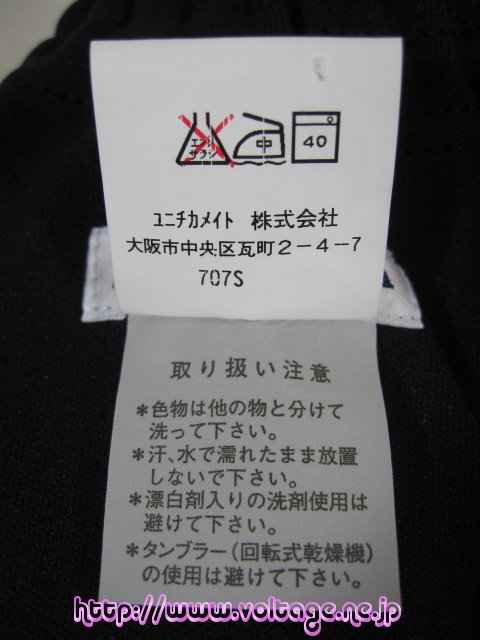 エンソ
サラシ
中
40
ユニチカメイト 株式会社
大阪市中央区瓦町2-4-7
707S
取り扱い注意
*色物は他の物と分けて
洗って下さい。
*汗、水で濡れたまま放置
しないで下さい。
*漂白剤入りの洗剤使用は
避けて下さい。
*タンブラー(回転式乾燥機)
の使用は避けて下さい。
http://www.voltage.ne.jp